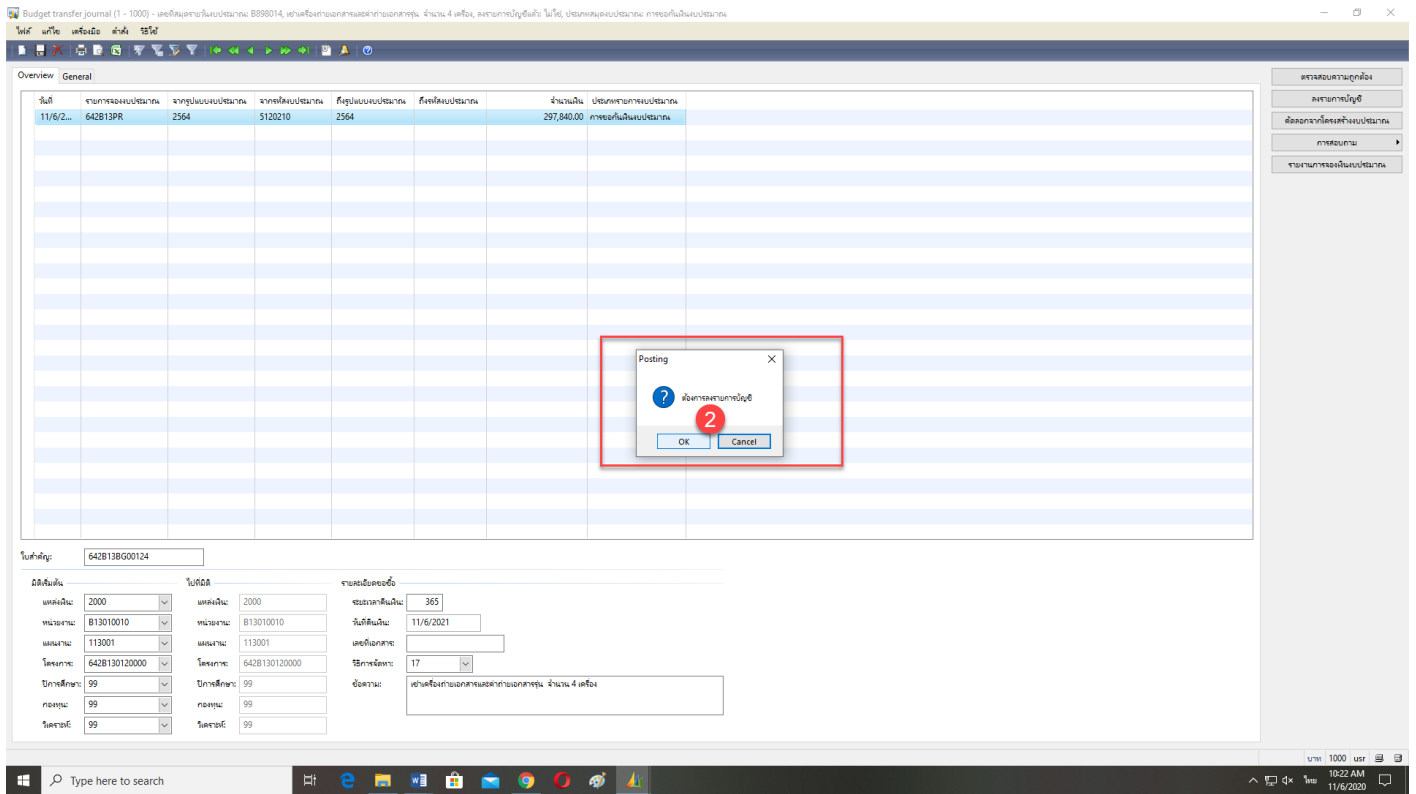 Budget transfer journal (1 - 1000) - เลขที่สมุดรายวันงบประมาณ: B898014, เช่าเครื่องถ่ายเอกสารและค่าถ่ายเอกสารรุ่น จำนวน 4 เครื่อง, ลงรายการบัญชีแล้ว: ไม่ใช่, ประเภทสมุดงบประมาณ: การขอกันเงินงบประมาณ
ไฟล์ แก้ไข เครื่องมือ คำสั่ง วิธีใช้
Overview General
วันที่ รายการจองงบประมาณ จากรูปแบบงบประมาณ จากรหัสงบประมาณ ถึงรูปแบบงบประมาณ ถึงรหัสงบประมาณ จำนวนเงิน ประเภทรายการงบประมาณ
11/6/2... 642B13PR 2564 5120210 2564 297,840.00 การขอกันเงินงบประมาณ
ตรวจสอบความถูกต้อง
ลงรายการบัญชี
คัดลอกจากโครงสร้างงบประมาณ
การสอบถาม
รายงานการจองเงินงบประมาณ
Posting
ต้องการลงรายการบัญชี
2
OK Cancel
ใบสำคัญ: 642B13BG00124
มิติเริ่มต้น ไปที่มิติ รายละเอียดขอซื้อ
แหล่งเงิน: 2000 แหล่งเงิน: 2000 ระยะเวลาคืนเงิน: 365
หน่วยงาน: B13010010 หน่วยงาน: B13010010 วันที่คืนเงิน: 11/6/2021
แผนงาน: 113001 แผนงาน: 113001 เลขที่เอกสาร:
โครงการ: 642B130120000 โครงการ: 642B130120000 วิธีการจัดหา: 17
ปีการศึกษา: 99 ปีการศึกษา: 99 ข้อความ: เช่าเครื่องถ่ายเอกสารและค่าถ่ายเอกสารรุ่น จำนวน 4 เครื่อง
กองทุน: 99 กองทุน: 99
วิเคราะห์: 99 วิเคราะห์: 99
บาท 1000 usr
Type here to search
ไทย 10:22 AM
11/6/2020